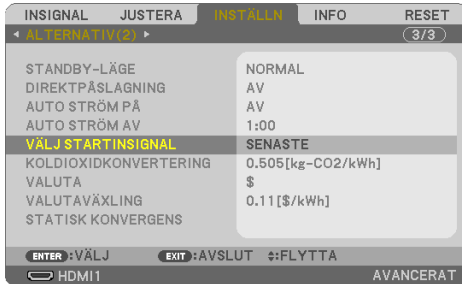 INSIGNAL JUSTERA INSTÄLLN INFO RESET
ALTERNATIV(2) 3/3
STANDBY-LÄGE NORMAL
DIREKTPÅSLAGNING AV
AUTO STRÖM PÅ AV
AUTO STRÖM AV 1:00
VÄLJ STARTINSIGNAL SENASTE
KOLDIOXIDKONVERTERING 0.505[kg-CO2/kWh]
VALUTA $
VALUTAVÄXLING 0.11[$/kWh]
STATISK KONVERGENS
ENTER :VÄLJ EXIT :AVSLUT :FLYTTA
HDMI1 AVANCERAT